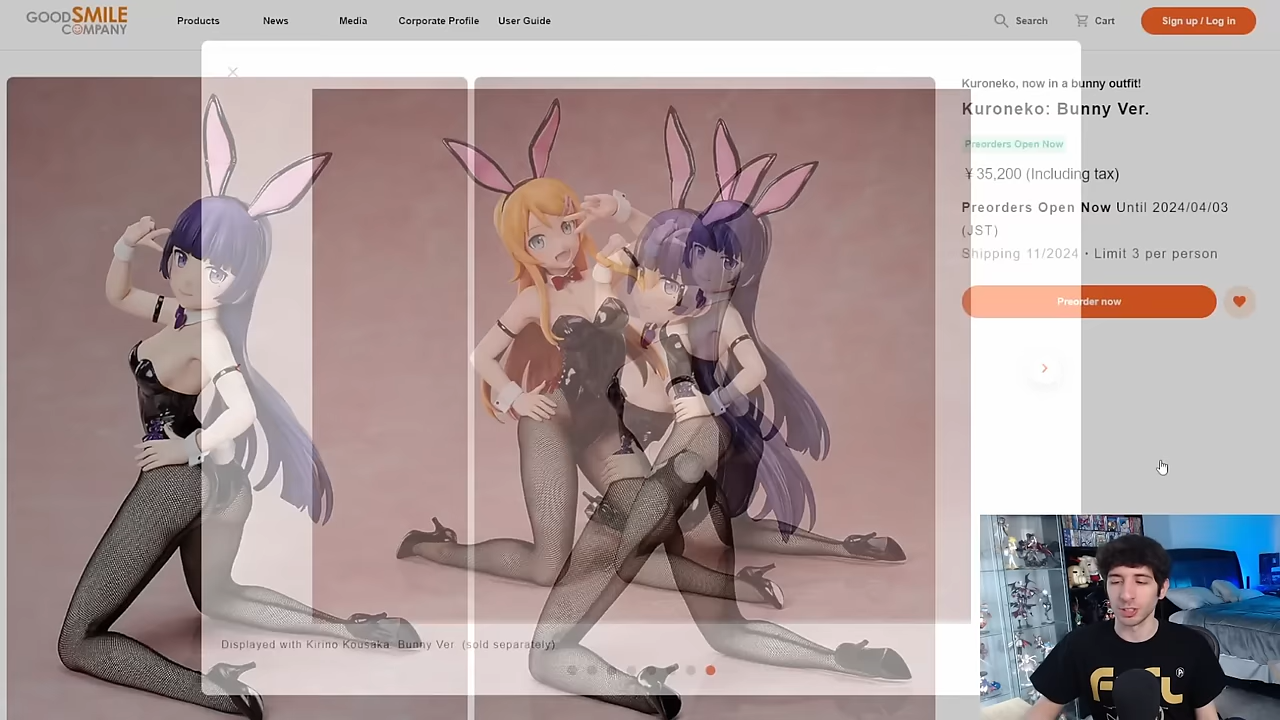 GOOD SMILE
COMPANY
Products
News
Media
Corporate Profile
User Guide
Search
Cart
Sign up / Log in
Kuroneko, now in a bunny outfit!
Kuroneko: Bunny Ver.
Preorders Open Now
¥35,200 (Including tax)
Preorders Open Now Until 2024/04/03
(JST)
Shipping 11/2024 · Limit 3 per person
Preorder now
Displayed with Kirino Kousaka Bunny Ver (sold separately)